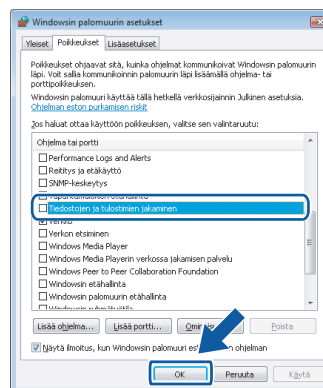 Windowsin palomuurin asetukset
Yleiset Poikkeukset Lisäasetukset
Poikkeukset ohjaavat sitä, kuinka ohjelmat kommunikoivat Windowsin palomuurin
läpi. Voit sallia kommunikoinnin palomuurin läpi lisäämällä ohjelma- tai
porttipoikkeuksen.
Windowsin palomuuri käyttää tällä hetkellä verkkosijainnin Julkinen asetuksia.
Ohjelman eston purkamisen riskit
Jos haluat ottaa käyttöön poikkeuksen, valitse sen valintaruutu:
Ohjelma tai portti
Performance Logs and Alerts
Reititys ja etäkäyttö
SNMP-keskeytys
Tiedostojen ja tulostimien jakaminen
Verkon etsiminen
Windows Media Player
Windows Media Playerin verkossa jakamisen palvelu
Windows Peer to Peer Collaboration Foundation
Windowsin etähallinta
Windowsin palomuurin etähallinta
Lisää ohjelma... Lisää portti... Poista
Näytä ilmoitus, kun Windowsin palomuuri ohjelman
OK Peruuta Käytä